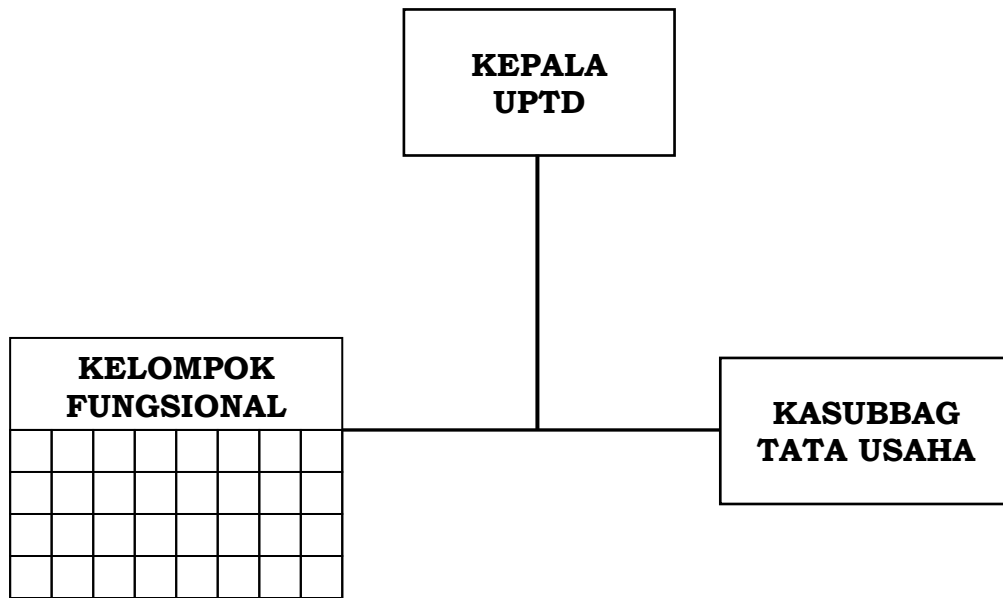 KEPALA
UPTD
KELOMPOK
FUNGSIONAL
KASUBBAG
TATA USAHA